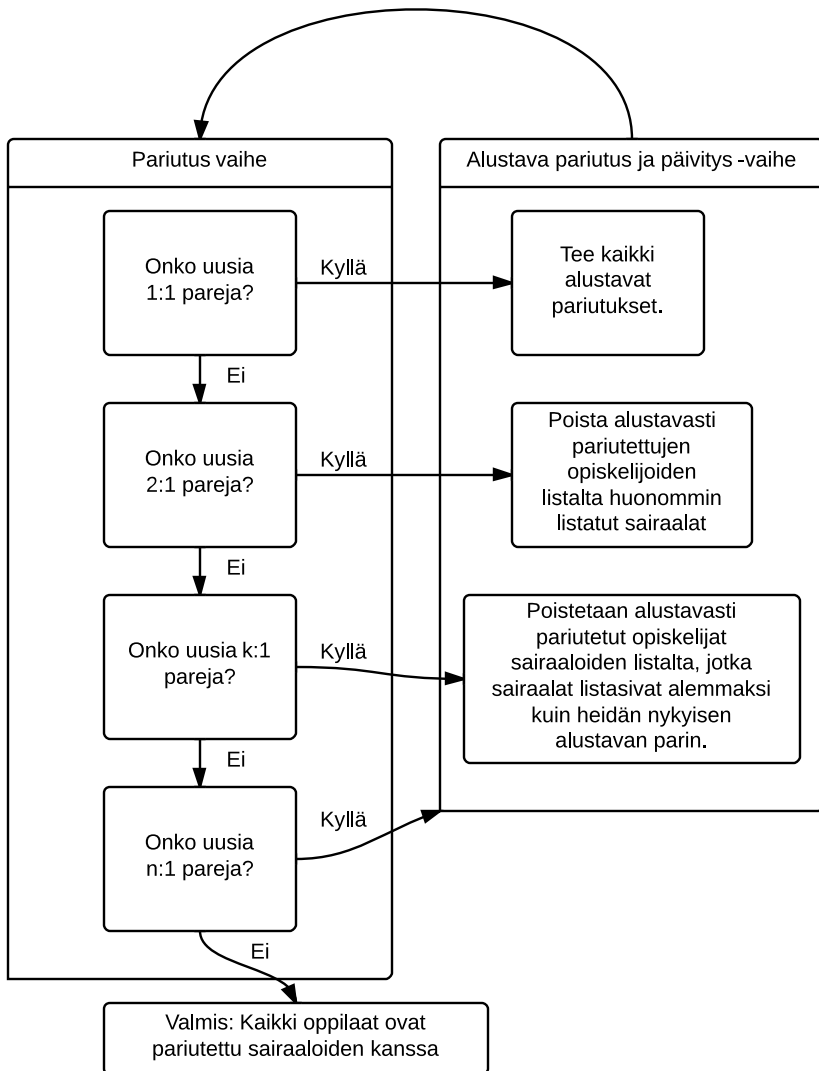 Pariutus vaihe
Alustava pariutus ja päivitys -vaihe
Onko uusia
1:1 pareja?
Kyllä
Tee kaikki
alustavat
pariutukset.
Ei
Onko uusia
2:1 pareja?
Kyllä
Poista alustavasti
pariutettujen
opiskelijoiden
listalta huonommin
listatut sairaalat
Ei
Onko uusia k:1
pareja?
Kyllä
Poistetaan alustavasti
pariutetut opiskelijat
sairaaloiden listalta, jotka
sairaalat listasivat alemmaksi
kuin heidän nykyisen
alustavan parin.
Ei
Onko uusia
n:1 pareja?
Kyllä
Ei
Valmis: Kaikki oppilaat ovat
pariutettu sairaaloiden kanssa